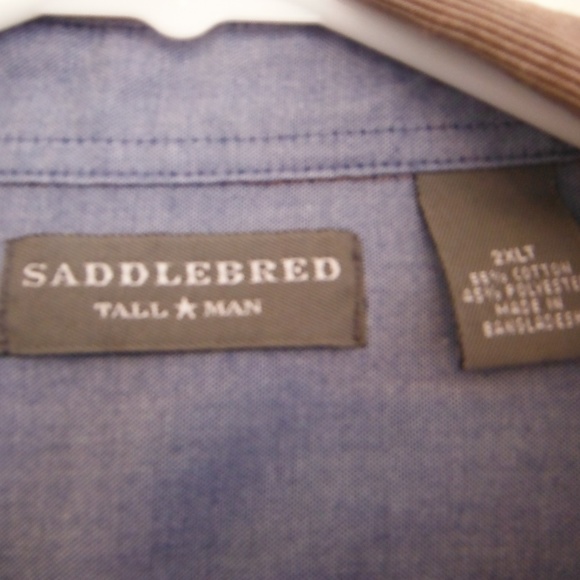 SADDLEBRED
TALL ★ MAN
2XLT
55% COTTON
45% POLYESTER
MADE IN
BANGLADESH